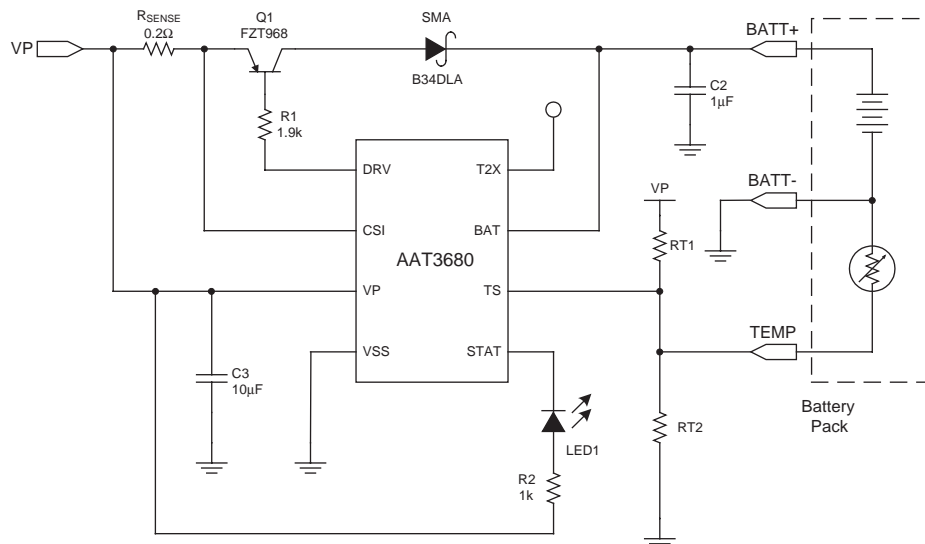 VP
RSENSE
0.2Ω
Q1
FZT968
SMA
B34DLA
BATT+
C2
1µF
R1
1.9k
DRV
T2X
VP
BATT-
CSI
BAT
RT1
AAT3680
VP
TS
TEMP
VSS
STAT
C3
10µF
LED1
RT2
Battery
Pack
R2
1k